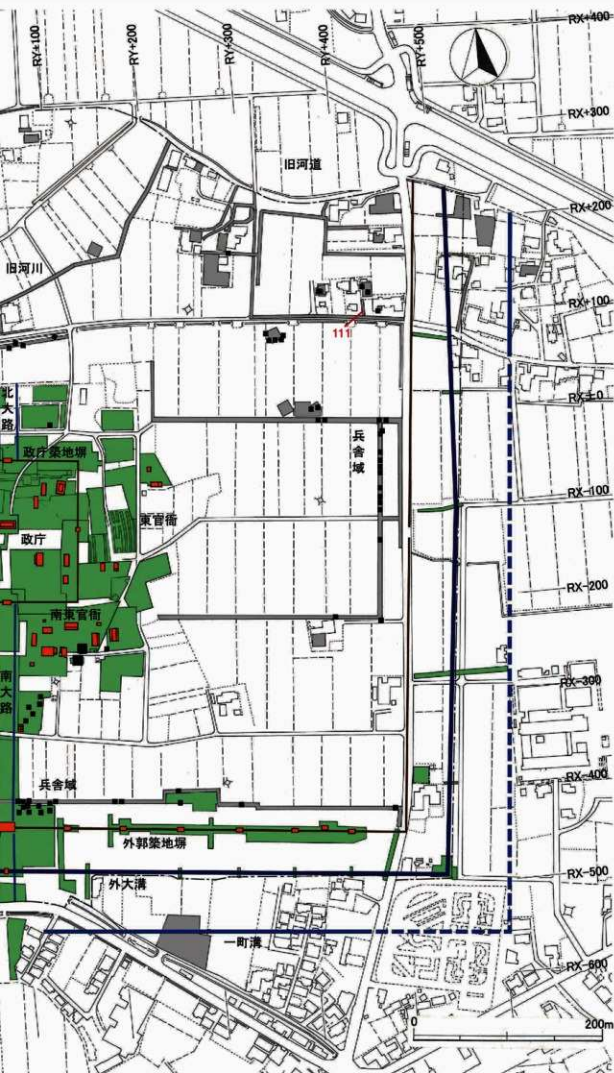 RY+100
RY+200
RY+300
RY+400
RY+500
RX+400
RX+300
旧河道
RX+200
旧河川
RX+100
111
RX±0
北大路
兵舎域
政庁築地塀
RX-100
東官衙
政庁
RX-200
南東官衙
南大路
RX-300
RX-400
兵舎域
外郭築地塀
RX-500
外大溝
一町溝
RX-600
0
200m